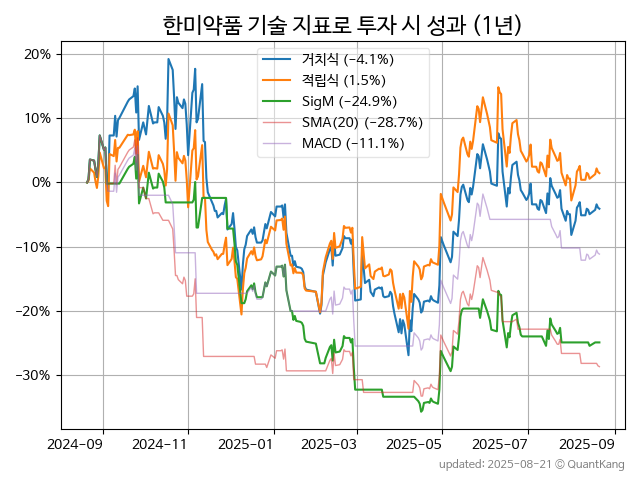 한미약품 기술 지표로 투자 시 성과 (1년)
거치식 (−4.1%)
적립식 (1.5%)
SigM (−24.9%)
SMA(20) (−28.7%)
MACD (−11.1%)
20%
10%
0%
−10%
−20%
−30%
2024−09 2024−11 2025−01 2025−03 2025−05 2025−07 2025−09
updated: 2025-08-21 © QuantKang